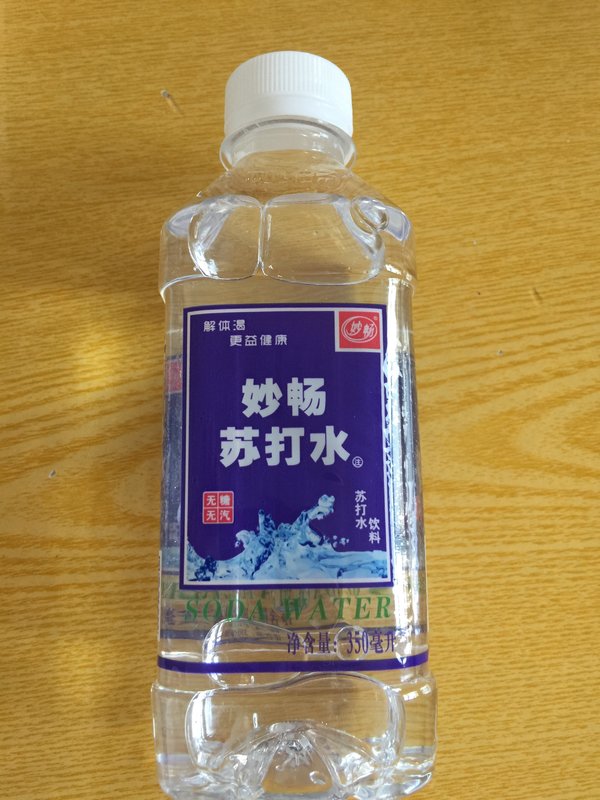 解体渴
更益健康
妙畅
妙畅
苏打水
无糖
无汽
苏打水
饮料
SODA WATER
净含量：350毫升